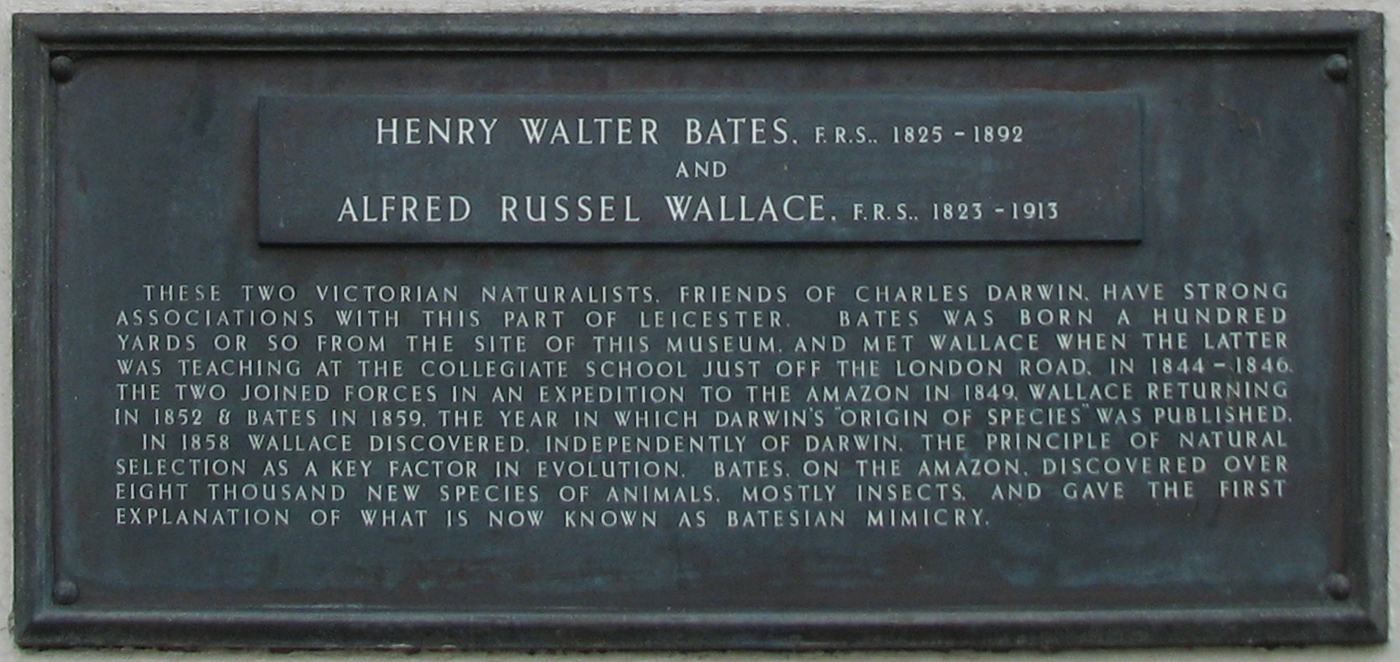 HENRY WALTER BATES, F.R.S., 1825 - 1892
AND
ALFRED RUSSEL WALLACE, F.R.S., 1823 - 1913
THESE TWO VICTORIAN NATURALISTS, FRIENDS OF CHARLES DARWIN, HAVE STRONG
ASSOCIATIONS WITH THIS PART OF LEICESTER. BATES WAS BORN A HUNDRED
YARDS OR SO FROM THE SITE OF THIS MUSEUM, AND MET WALLACE WHEN THE LATTER
WAS TEACHING AT THE COLLEGIATE SCHOOL JUST OFF THE LONDON ROAD, IN 1844 - 1846.
THE TWO JOINED FORCES IN AN EXPEDITION TO THE AMAZON IN 1849, WALLACE RETURNING
IN 1852 & BATES IN 1859, THE YEAR IN WHICH DARWIN'S "ORIGIN OF SPECIES" WAS PUBLISHED.
IN 1858 WALLACE DISCOVERED, INDEPENDENTLY OF DARWIN, THE PRINCIPLE OF NATURAL
SELECTION AS A KEY FACTOR IN EVOLUTION. BATES, ON THE AMAZON, DISCOVERED OVER
EIGHT THOUSAND NEW SPECIES OF ANIMALS, MOSTLY INSECTS, AND GAVE THE FIRST
EXPLANATION OF WHAT IS NOW KNOWN AS BATESIAN MIMICRY.